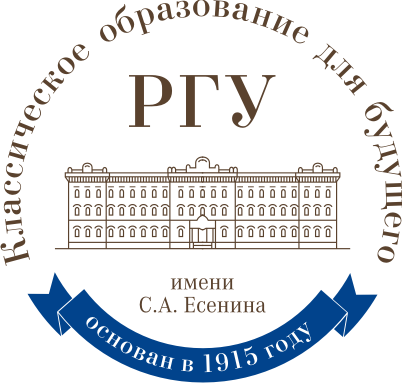 Классическое образование для будущего
РГУ
имени
С.А. Есенина
основан в 1915 году